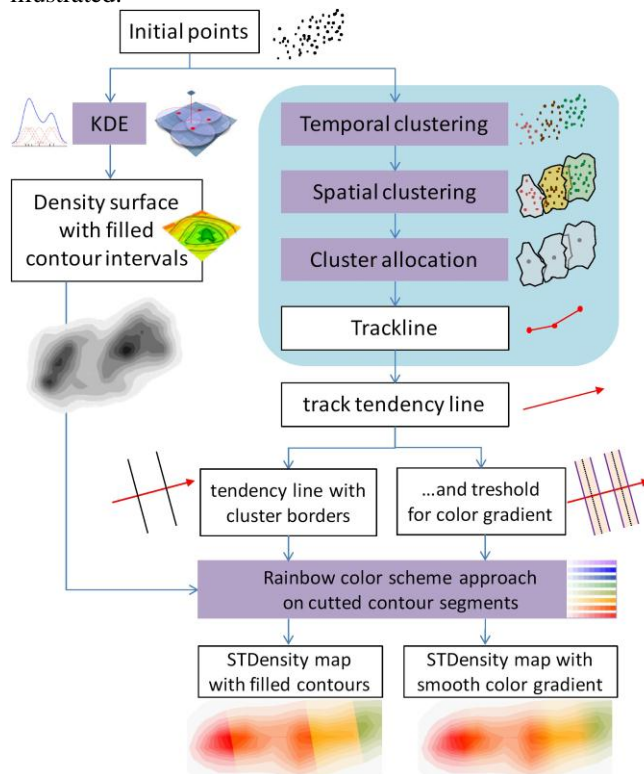 illustrated.
Initial points
KDE
Temporal clustering
Density surface
with filled
contour intervals
Spatial clustering
Cluster allocation
Trackline
track tendency line
tendency line with
cluster borders
...and treshold
for color gradient
Rainbow color scheme approach
on cutted contour segments
STDensity map
with filled contours
STDensity map with
smooth color gradient